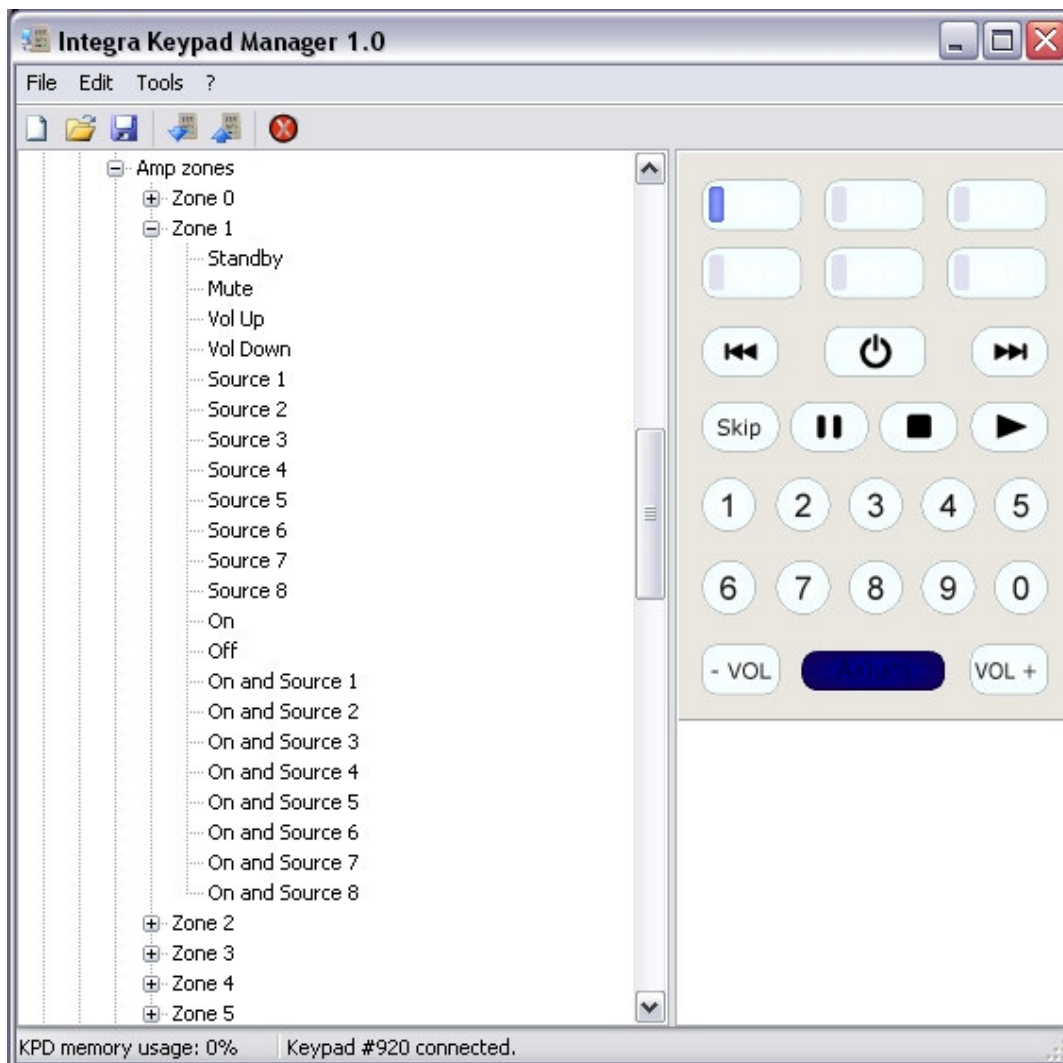 Integra Keypad Manager 1.0
File Edit Tools ?
Amp zones
Zone 0
Zone 1
Standby
Mute
Vol Up
Vol Down
Source 1
Source 2
Source 3
Source 4
Source 5
Source 6
Source 7
Source 8
On
Off
On and Source 1
On and Source 2
On and Source 3
On and Source 4
On and Source 5
On and Source 6
On and Source 7
On and Source 8
Zone 2
Zone 3
Zone 4
Zone 5
Skip
1 2 3 4 5
6 7 8 9 0
- VOL Axium VOL +
KPD memory usage: 0% Keypad #920 connected.